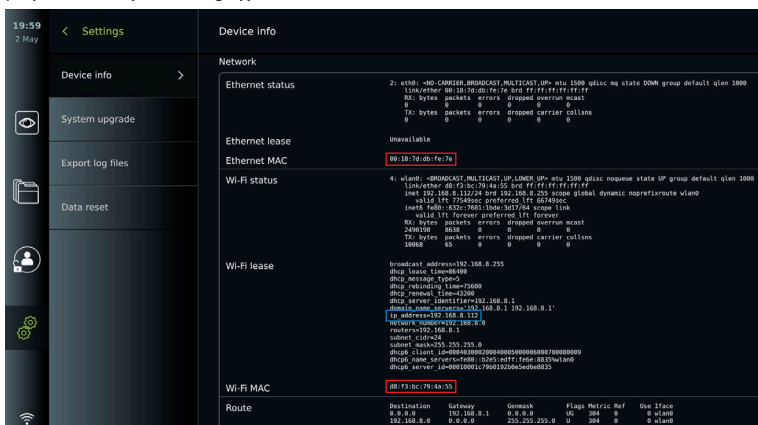 19:59
2 May
Settings
Device info
Device info
System upgrade
Export log files
Data reset
Network
Ethernet status
2: eth0: <NO-CARRIER,BROADCAST,MULTICAST,UP> mtu 1500 qdisc mq state DOWN group default qlen 1000
link/ether 00:18:7d:db:fe:7e brd ff:ff:ff:ff:ff:ff
RX: bytes packets errors dropped overrun mcast
0 0 0 0 0 0
TX: bytes packets errors dropped carrier collsns
0 0 0 0 0 0
Ethernet lease
Unavailable
Ethernet MAC
00:18:7d:db:fe:7e
Wi-Fi status
4: wlan0: <BROADCAST,MULTICAST,UP,LOWER_UP> mtu 1500 qdisc noqueue state UP group default qlen 1000
link/ether d8:f3:bc:79:4a:55 brd ff:ff:ff:ff:ff:ff
inet 192.168.8.112/24 brd 192.168.8.255 scope global dynamic noprefixroute wlan0
valid_lft 77549sec preferred_lft 66749sec
inet6 fe80::632c:7601:1bde:3d17/64 scope link
valid_lft forever preferred_lft forever
RX: bytes packets errors dropped overrun mcast
2490198 8638 0 0 0 0
TX: bytes packets errors dropped carrier collsns
10068 65 0 0 0 0
Wi-Fi lease
broadcast_address=192.168.8.255
dhcp_lease_time=86400
dhcp_message_type=5
dhcp_rebinding_time=75600
dhcp_renewal_time=43200
dhcp_server_identifier=192.168.8.1
domain_name_servers='192.168.8.1 192.168.8.1'
ip_address=192.168.8.112
network_number=192.168.8.0
routers=192.168.8.1
subnet_cidr=24
subnet_mask=255.255.255.0
dhcp6_name_servers=fe80::b2e5:edff:fe6e:8835%wlan0
Wi-Fi MAC
d8:f3:bc:79:4a:55
Route
Destination Gateway Genmask Flags Metric Ref Use Iface
0.0.0.0 192.168.8.1 0.0.0.0 UG 304 0 0 wlan0
192.168.8.0 0.0.0.0 255.255.255.0 U 304 0 0 wlan0